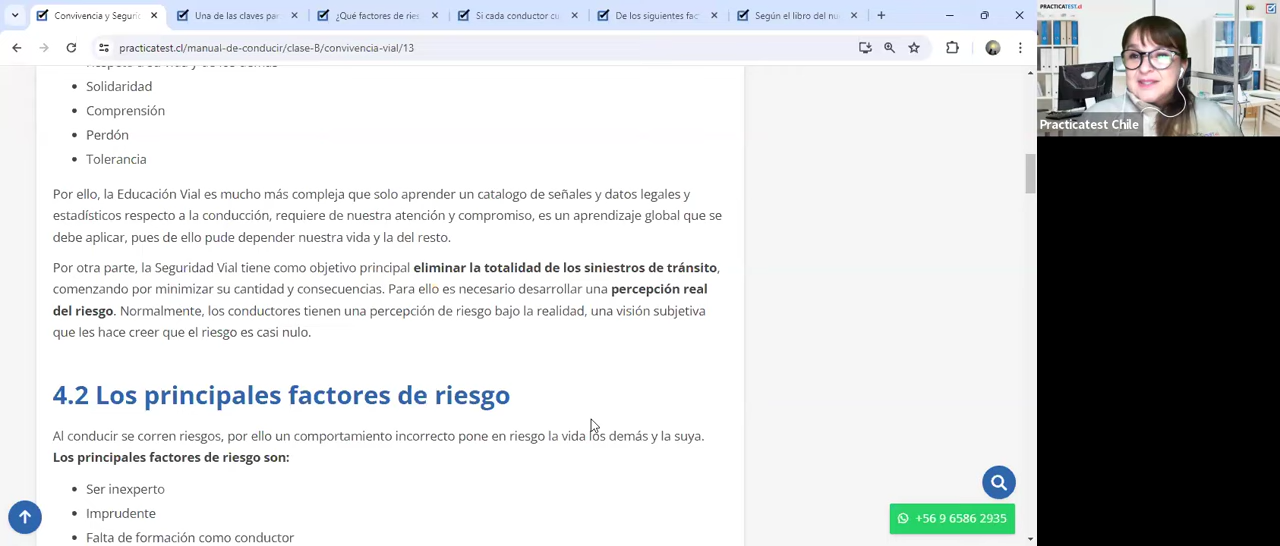 Convivencia y Seguri
Una de las claves par
¿Qué factores de ries
Si cada conductor cu
De los siguientes fac
Según el libro del nu
practicatest.cl/manual-de-conducir/clase-B/convivencia-vial/13
PRACTICATEST.cl
Practicatest Chile
Solidaridad
Comprensión
Perdón
Tolerancia
Por ello, la Educación Vial es mucho más compleja que solo aprender un catalogo de señales y datos legales y
estadísticos respecto a la conducción, requiere de nuestra atención y compromiso, es un aprendizaje global que se
debe aplicar, pues de ello pude depender nuestra vida y la del resto.
Por otra parte, la Seguridad Vial tiene como objetivo principal eliminar la totalidad de los siniestros de tránsito,
comenzando por minimizar su cantidad y consecuencias. Para ello es necesario desarrollar una percepción real
del riesgo. Normalmente, los conductores tienen una percepción de riesgo bajo la realidad, una visión subjetiva
que les hace creer que el riesgo es casi nulo.
4.2 Los principales factores de riesgo
Al conducir se corren riesgos, por ello un comportamiento incorrecto pone en riesgo la vida los demás y la suya.
Los principales factores de riesgo son:
Ser inexperto
Imprudente
Falta de formación como conductor
+56 9 6586 2935